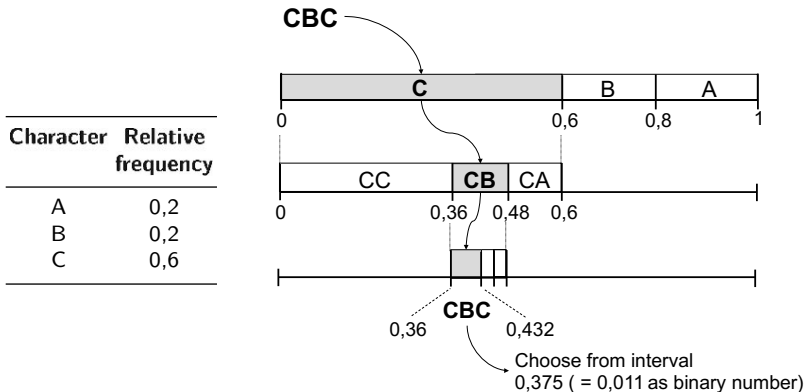 CBC
C B A
0 0,6 0,8 1
Character Relative
frequency
A 0,2
B 0,2
C 0,6
CC CB CA
0 0,36 0,48 0,6
CBC
0,36 0,432
Choose from interval
0,375 ( = 0,011 as binary number)